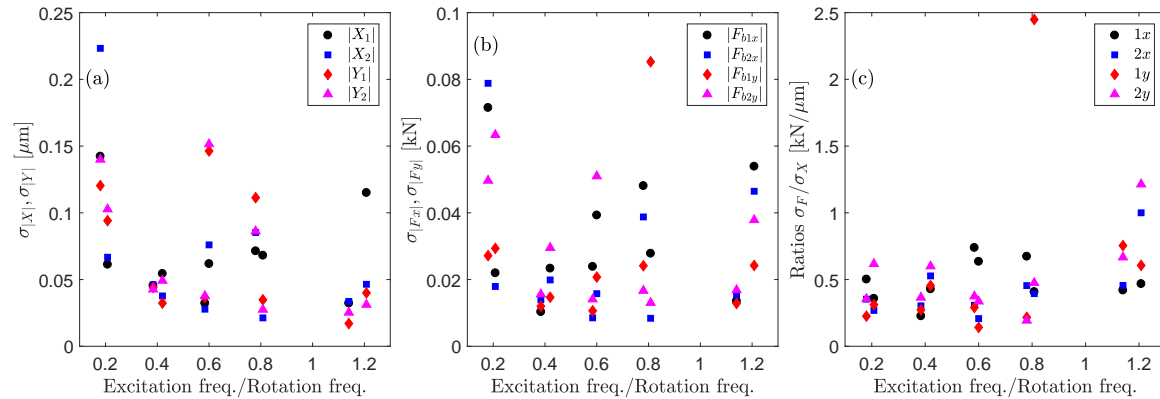 0.25
0.2
0.15
0.1
0.05
0
0.2 0.4 0.6 0.8 1 1.2
Excitation freq./Rotation freq.
σ|X|, σ|Y| [μm]
(a)
|X1|
|X2|
|Y1|
|Y2|
0.1
0.08
0.06
0.04
0.02
0
0.2 0.4 0.6 0.8 1 1.2
Excitation freq./Rotation freq.
σ|Fx|, σ|Fy| [kN]
(b)
|Fb1x|
|Fb2x|
|Fb1y|
|Fb2y|
2.5
2
1.5
1
0.5
0
0.2 0.4 0.6 0.8 1 1.2
Excitation freq./Rotation freq.
Ratios σF/σX [kN/μm]
(c)
1x
2x
1y
2y